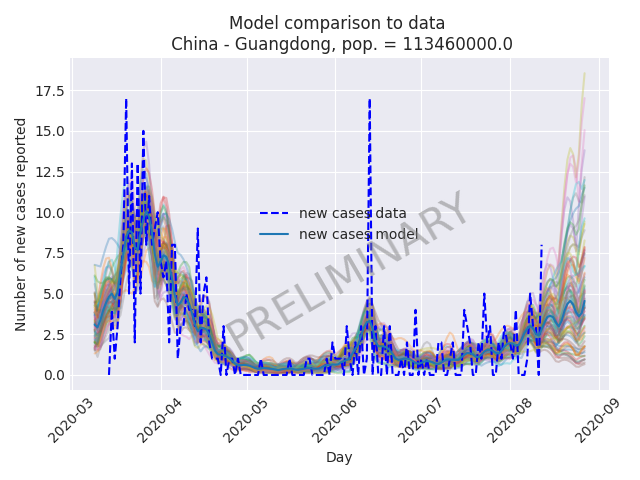 Model comparison to data
China - Guangdong, pop. = 113460000.0
Number of new cases reported
17.5
15.0
12.5
10.0
7.5
5.0
2.5
0.0
new cases data
new cases model
PRELIMINARY
2020-03
2020-04
2020-05
2020-06
2020-07
2020-08
2020-09
Day